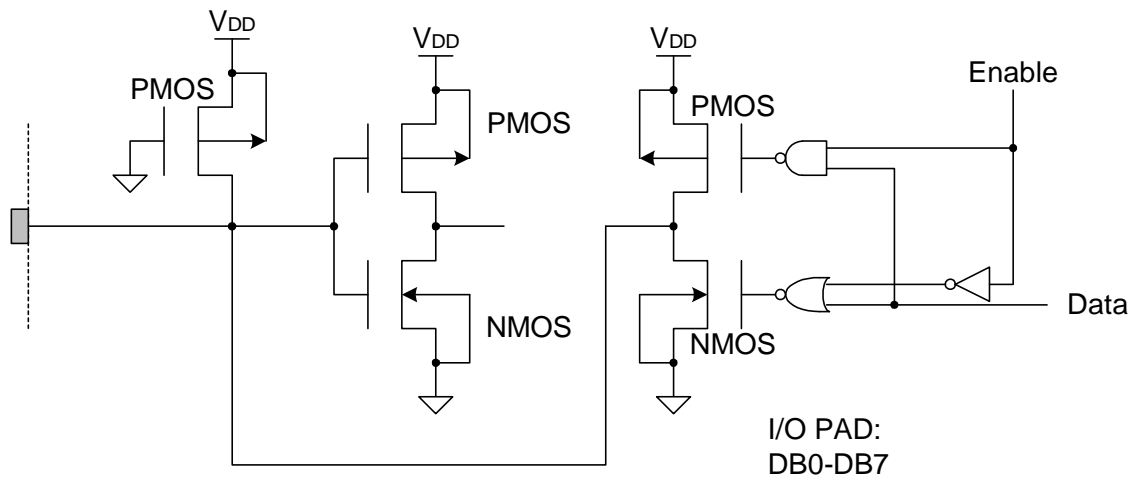 VDD
VDD
VDD
PMOS
PMOS
PMOS
Enable
NMOS
NMOS
Data
I/O PAD:
DB0-DB7